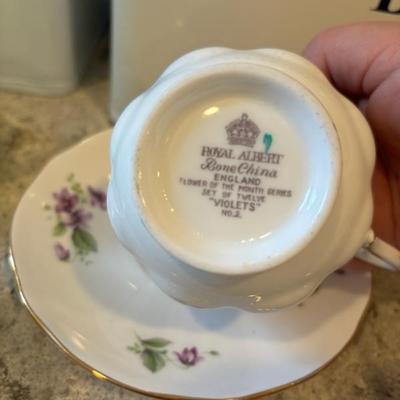 ROYAL ALBERT
Bone China
ENGLAND
FLOWER OF THE MONTH SERIES
SET OF TWELVE
"VIOLETS"
NO. 2.